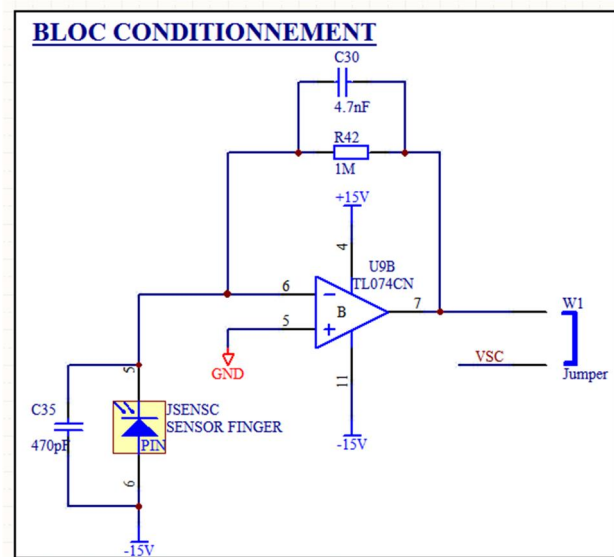 BLOC CONDITIONNEMENT
C30
4.7nF
R42
1M
+15V
4
U9B
TL074CN
6
7
B
5
W1
GND
VSC
Jumper
11
5
C35
JSENSC
SENSOR FINGER
470pF
PIN
-15V
6
-15V